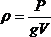 ρ = P / gV